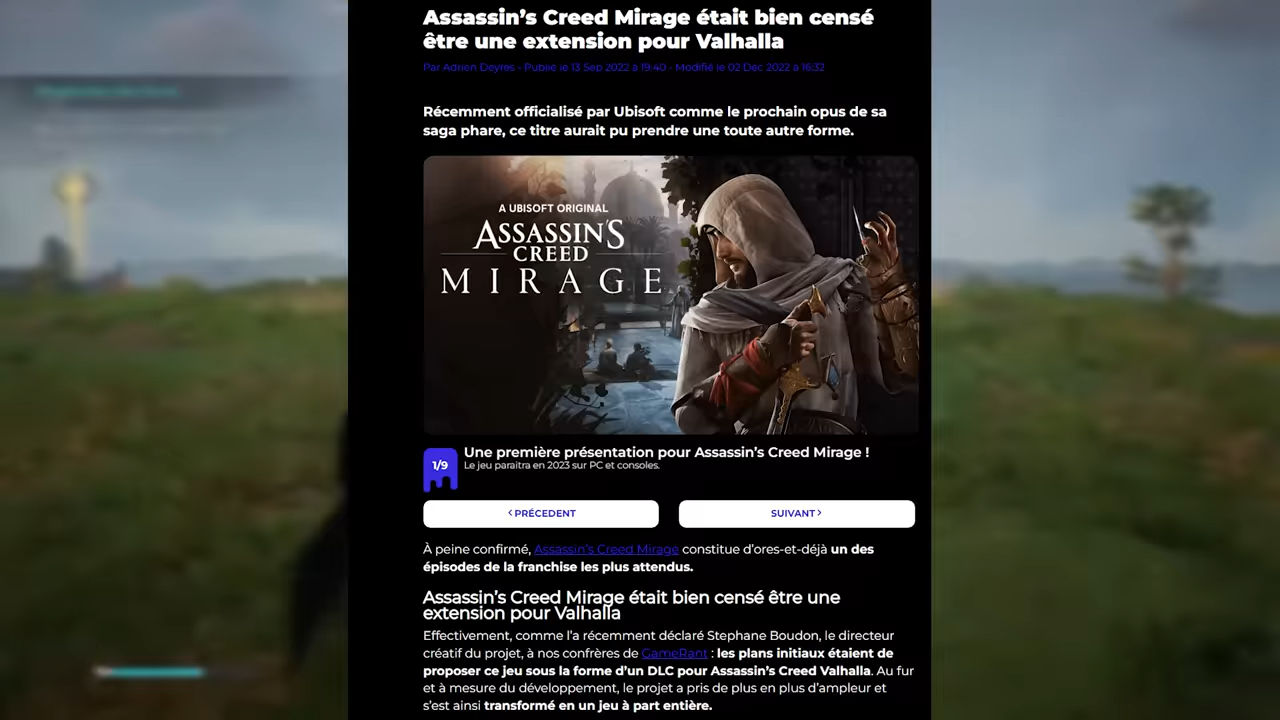 Assassin’s Creed Mirage était bien censé
être une extension pour Valhalla
Par Adrien Deyres - Publié le 13 Sep 2022 à 19:40 - Modifié le 02 Déc 2022 à 16:32
Récemment officialisé par Ubisoft comme le prochain opus de sa
saga phare, ce titre aurait pu prendre une toute autre forme.
A UBISOFT ORIGINAL
ASSASSIN'S
CREED
MIRAGE
1/9
Une première présentation pour Assassin’s Creed Mirage !
Le jeu paraitra en 2023 sur PC et consoles.
‹ PRÉCEDENT
SUIVANT ›
À peine confirmé, Assassin’s Creed Mirage constitue d’ores-et-déjà un des
épisodes de la franchise les plus attendus.
Assassin’s Creed Mirage était bien censé être une
extension pour Valhalla
Effectivement, comme l’a récemment déclaré Stephane Boudon, le directeur
créatif du projet, à nos confrères de GameRant : les plans initiaux étaient de
proposer ce jeu sous la forme d’un DLC pour Assassin’s Creed Valhalla. Au fur
et à mesure du développement, le projet a pris de plus en plus d’ampleur et
s’est ainsi transformé en un jeu à part entière.